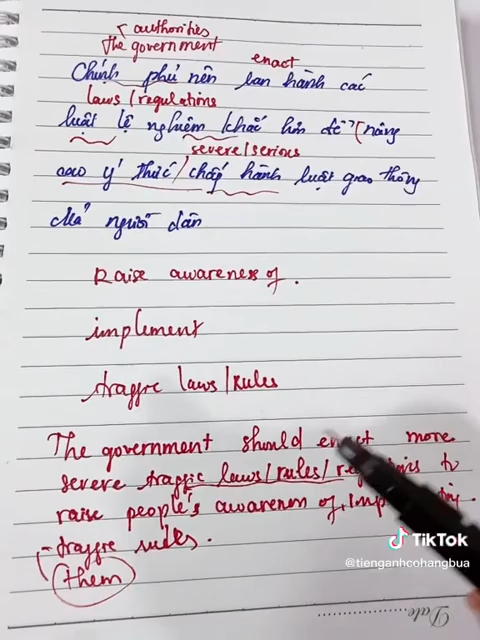 authorities
The government
enact
Chính phủ nên ban hành các
laws/regulations
luật lệ nghiêm khắc hơn để (nâng
severe/serious
cao ý thức/chấp hành luật giao thông
của người dân
Raise awareness of.
implement
traffic laws/rules
The government should enact more
severe traffic laws/rules/ to
raise people's awareness of
traffic rules.
them
TikTok
@tienganhcohangbua
Date